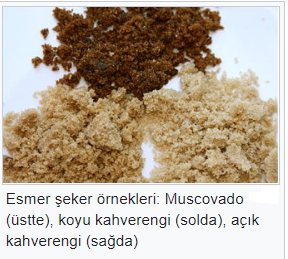 Esmer şeker örnekleri: Muscovado
(üstte), koyu kahverengi (solda), açık
kahverengi (sağda)